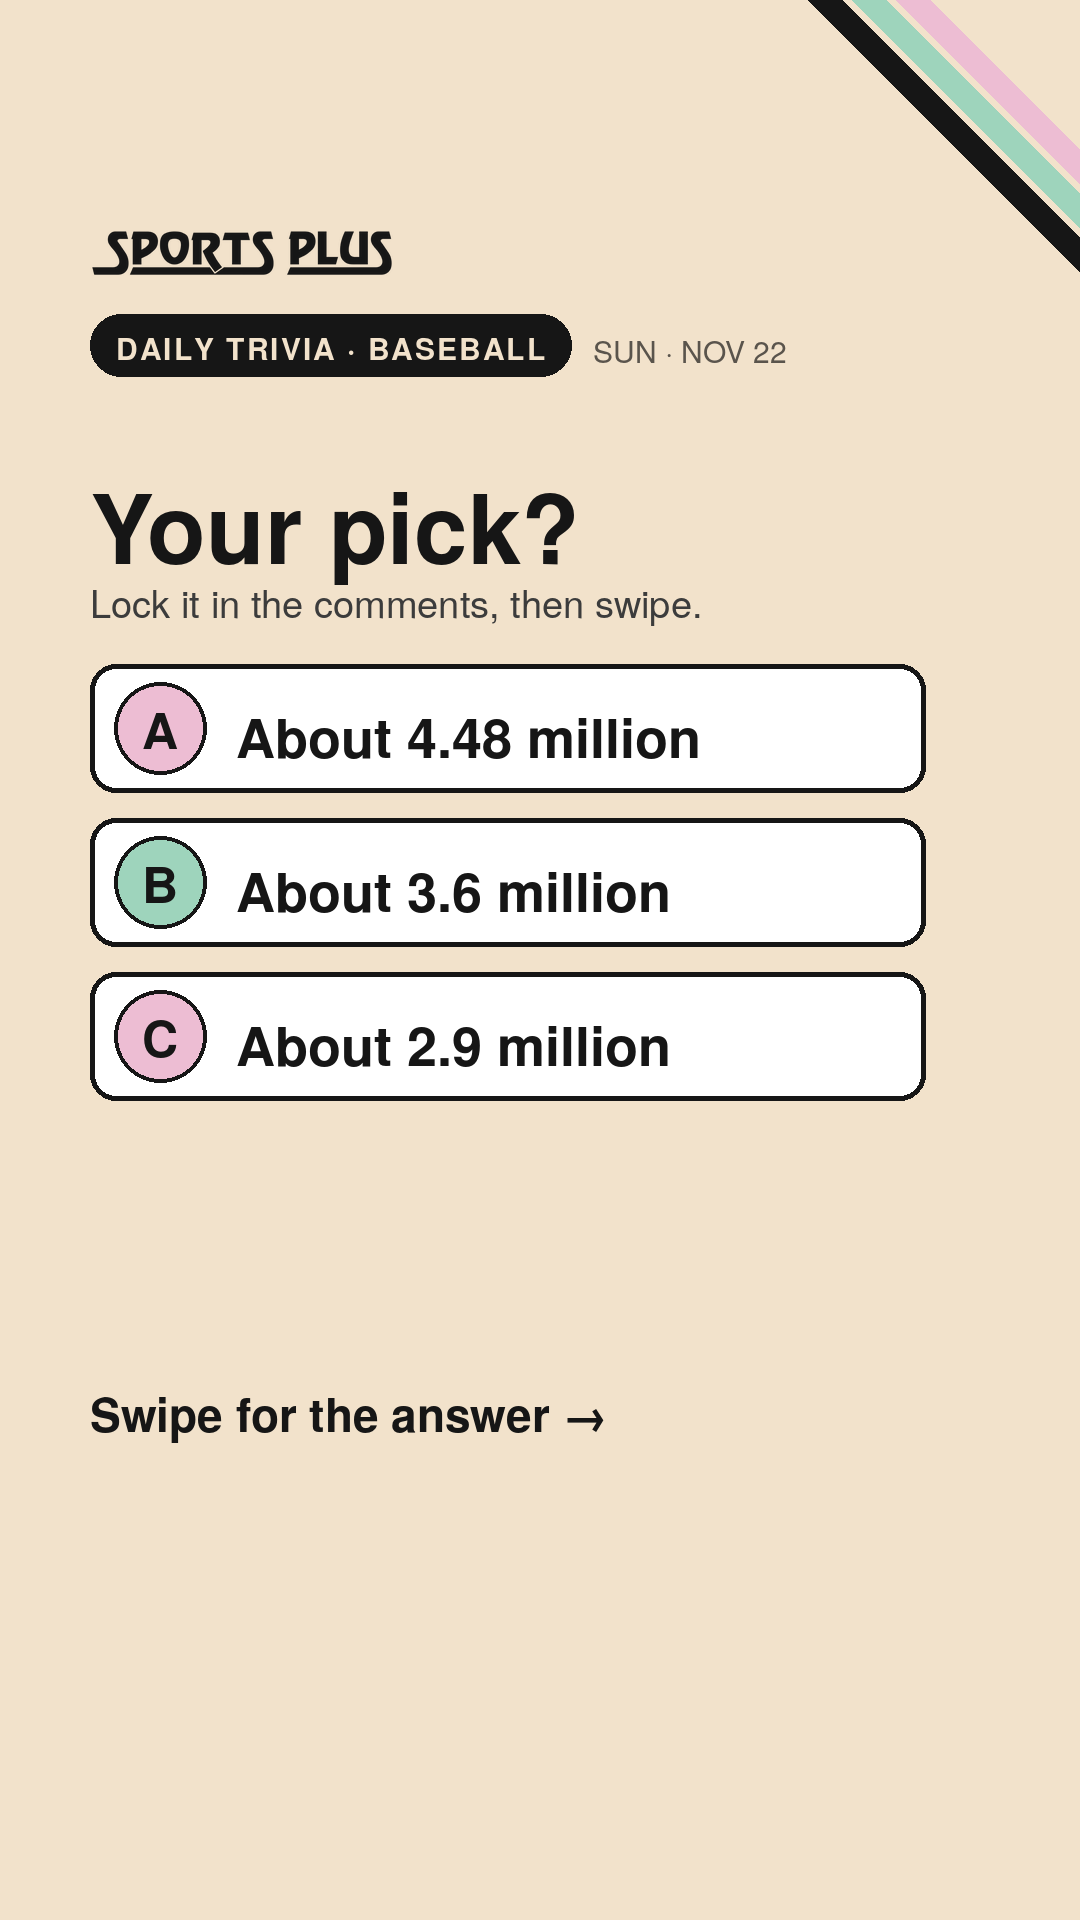 SPORTS PLUS
DAILY TRIVIA · BASEBALL
SUN · NOV 22
Your pick?
Lock it in the comments, then swipe.
A About 4.48 million
B About 3.6 million
C About 2.9 million
Swipe for the answer →